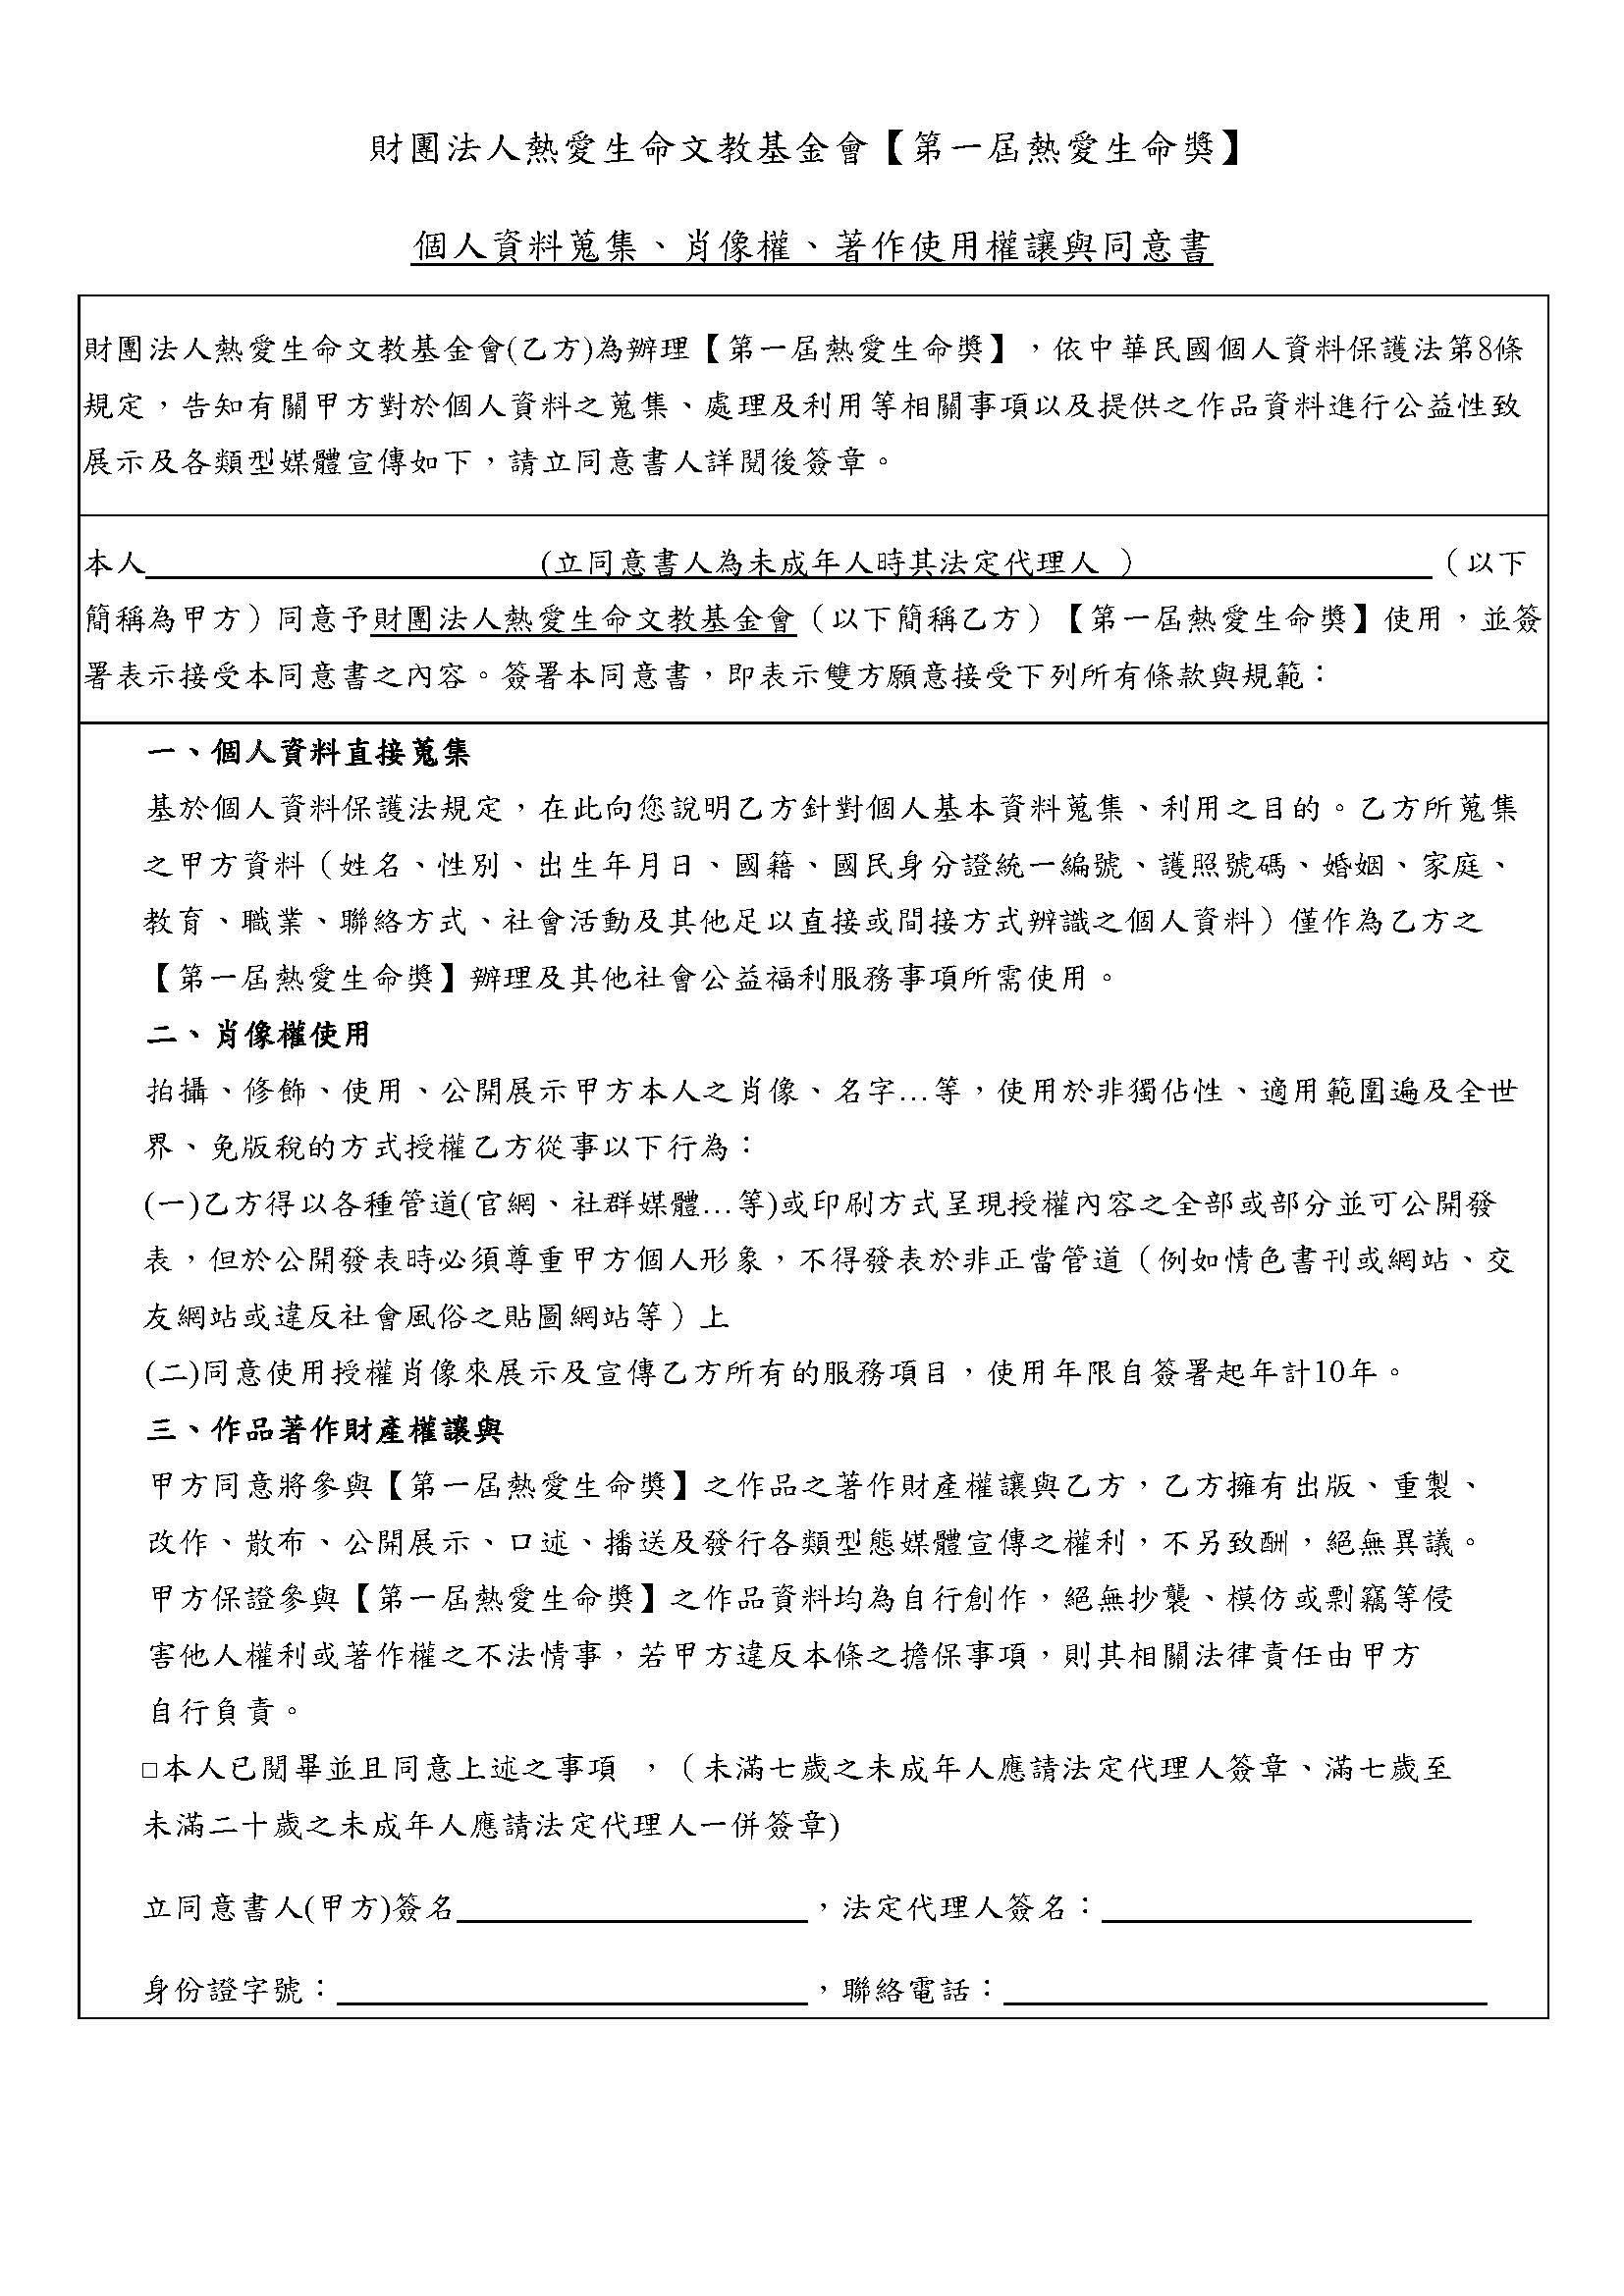 財團法人熱愛生命文教基金會【第一屆熱愛生命獎】
個人資料蒐集、肖像權、著作使用權讓與同意書
財團法人熱愛生命文教基金會(乙方)為辦理【第一屆熱愛生命獎】，依中華民國個人資料保護法第8條
規定，告知有關甲方對於個人資料之蒐集、處理及利用等相關事項以及提供之作品資料進行公益性致
展示及各類型媒體宣傳如下，請立同意書人詳閱後簽章。
本人＿＿＿＿＿＿(立同意書人為未成年人時其法定代理人 ）＿＿＿＿＿＿（以下
簡稱為甲方）同意予財團法人熱愛生命文教基金會（以下簡稱乙方）【第一屆熱愛生命獎】使用，並簽
署表示接受本同意書之內容。簽署本同意書，即表示雙方願意接受下列所有條款與規範：
一、個人資料直接蒐集
基於個人資料保護法規定，在此向您說明乙方針對個人基本資料蒐集、利用之目的。乙方所蒐集
之甲方資料（姓名、性別、出生年月日、國籍、國民身分證統一編號、護照號碼、婚姻、家庭、
教育、職業、聯絡方式、社會活動及其他足以直接或間接方式辨識之個人資料）僅作為乙方之
【第一屆熱愛生命獎】辦理及其他社會公益福利服務事項所需使用。
二、肖像權使用
拍攝、修飾、使用、公開展示甲方本人之肖像、名字…等，使用於非獨佔性、適用範圍遍及全世
界、免版稅的方式授權乙方從事以下行為：
(一)乙方得以各種管道(官網、社群媒體…等)或印刷方式呈現授權內容之全部或部分並可公開發
表，但於公開發表時必須尊重甲方個人形象，不得發表於非正當管道（例如情色書刊或網站、交
友網站或違反社會風俗之貼圖網站等）上
(二)同意使用授權肖像來展示及宣傳乙方所有的服務項目，使用年限自簽署起年計10年。
三、作品著作財產權讓與
甲方同意將參與【第一屆熱愛生命獎】之作品之著作財產權讓與乙方，乙方擁有出版、重製、
改作、散布、公開展示、口述、播送及發行各類型態媒體宣傳之權利，不另致酬，絕無異議。
甲方保證參與【第一屆熱愛生命獎】之作品資料均為自行創作，絕無抄襲、模仿或剽竊等侵
害他人權利或著作權之不法情事，若甲方違反本條之擔保事項，則其相關法律責任由甲方
自行負責。
□本人已閱畢並且同意上述之事項 ，（未滿七歲之未成年人應請法定代理人簽章、滿七歲至
未滿二十歲之未成年人應請法定代理人一併簽章)
立同意書人(甲方)簽名＿＿＿＿＿＿，法定代理人簽名：＿＿＿＿＿＿
身份證字號：＿＿＿＿＿＿，聯絡電話：＿＿＿＿＿＿